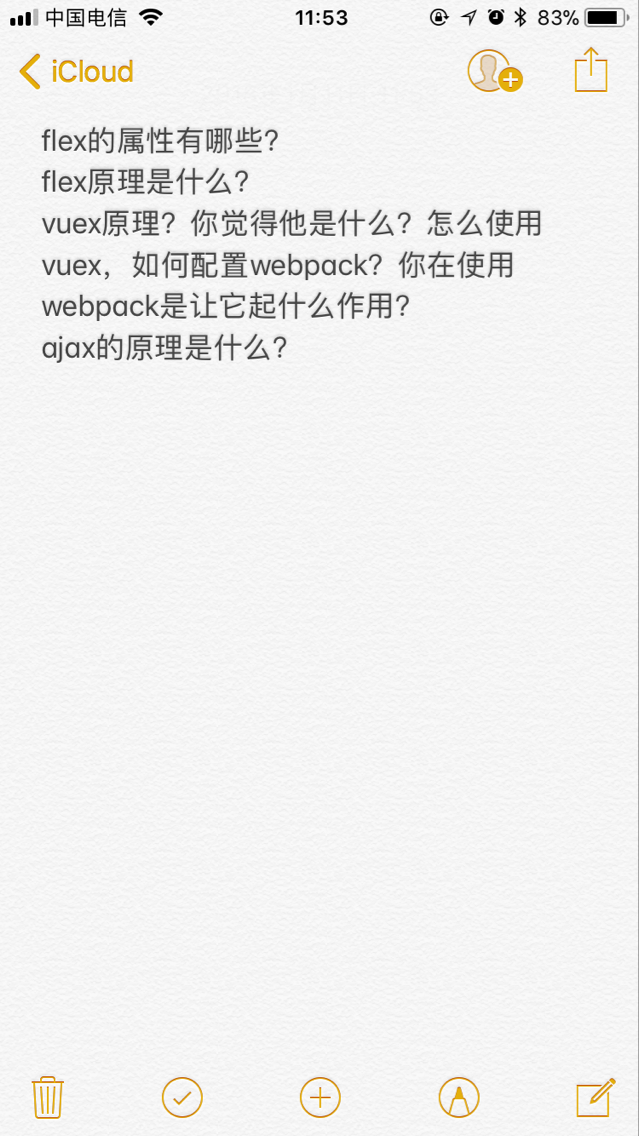 中国电信 11:53 83%
iCloud
flex的属性有哪些？
flex原理是什么？
vuex原理？你觉得他是什么？怎么使用
vuex，如何配置webpack？你在使用
webpack是让它起什么作用？
ajax的原理是什么？